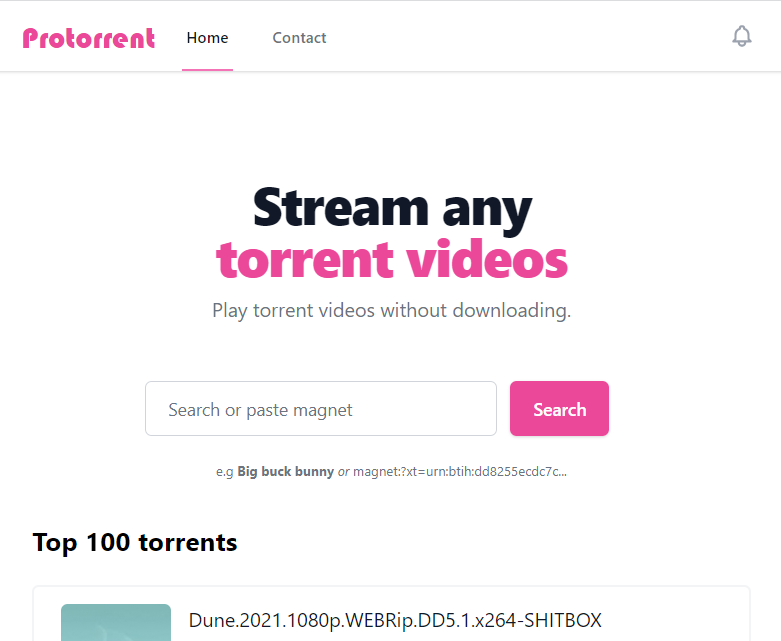 Protorrent Home Contact
Stream any
torrent videos
Play torrent videos without downloading.
Search or paste magnet Search
e.g Big buck bunny or magnet:?xt=urn:btih:dd8255ecdc7c...
Top 100 torrents
Dune.2021.1080p.WEBRip.DD5.1.x264-SHITBOX